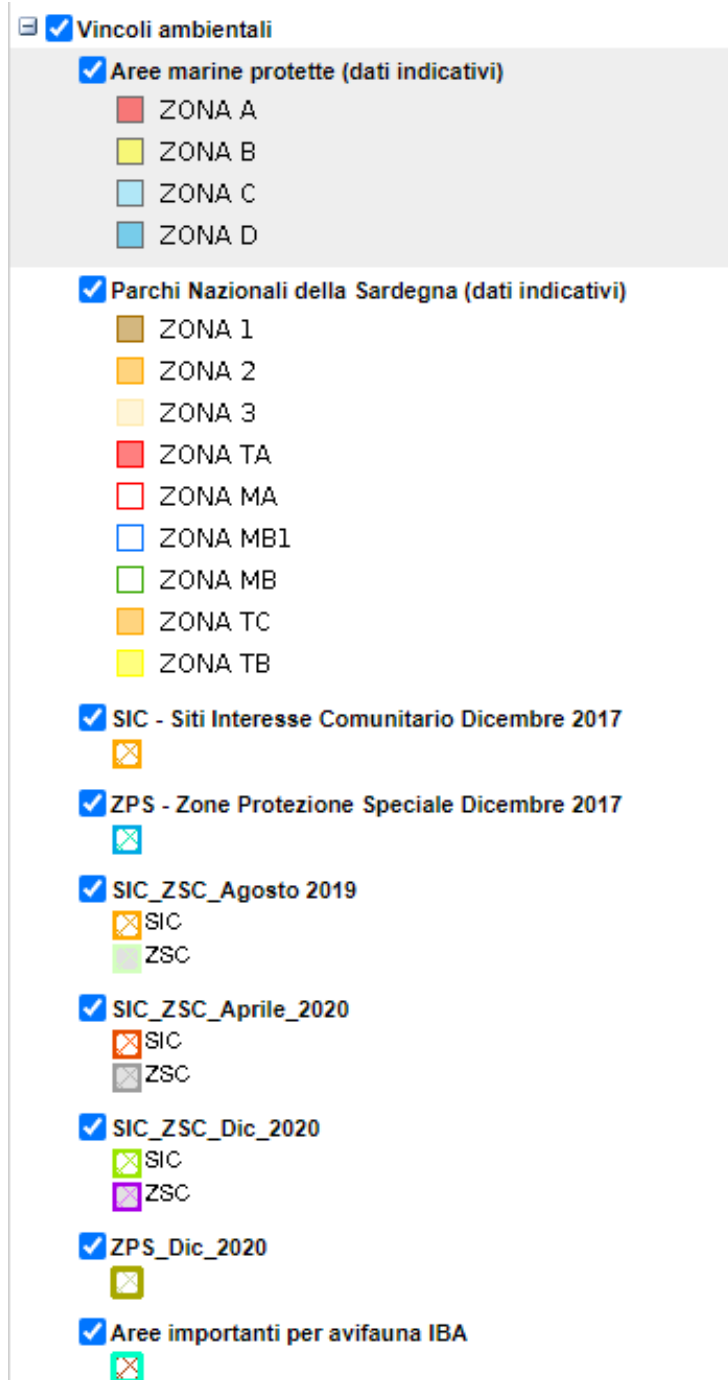 Vincoli ambientali
Aree marine protette (dati indicativi)
ZONA A
ZONA B
ZONA C
ZONA D
Parchi Nazionali della Sardegna (dati indicativi)
ZONA 1
ZONA 2
ZONA 3
ZONA TA
ZONA MA
ZONA MB1
ZONA MB
ZONA TC
ZONA TB
SIC - Siti Interesse Comunitario Dicembre 2017
ZPS - Zone Protezione Speciale Dicembre 2017
SIC_ZSC_Agosto 2019
SIC
ZSC
SIC_ZSC_Aprile_2020
SIC
ZSC
SIC_ZSC_Dic_2020
SIC
ZSC
ZPS_Dic_2020
Aree importanti per avifauna IBA